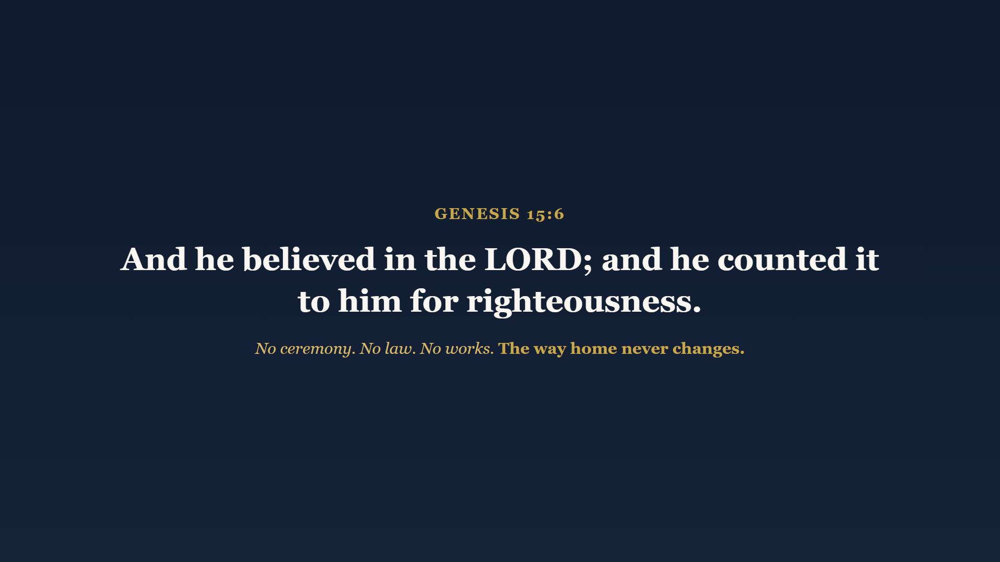 GENESIS 15:6
And he believed in the LORD; and he counted it
to him for righteousness.
No ceremony. No law. No works. The way home never changes.